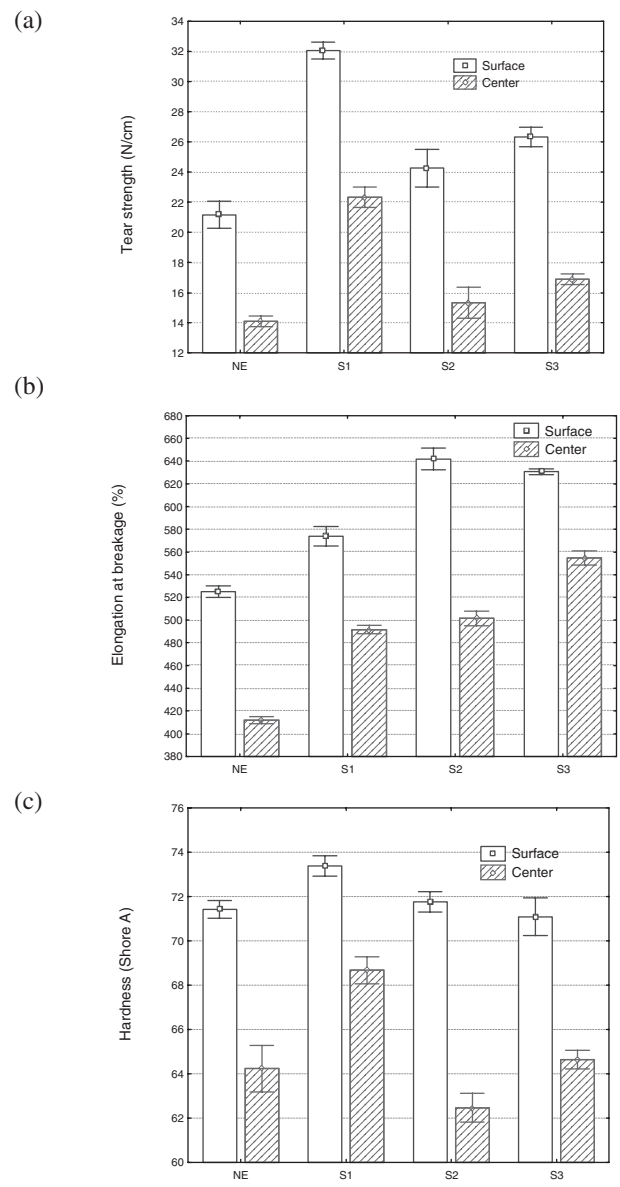 (a)
Tear strength (N/cm)
34
32
30
28
26
24
22
20
18
16
14
12
Surface
Center
NE S1 S2 S3
(b)
Elongation at breakage (%)
680
660
640
620
600
580
560
540
520
500
480
460
440
420
400
380
Surface
Center
NE S1 S2 S3
(c)
Hardness (Shore A)
76
74
72
70
68
66
64
62
60
Surface
Center
NE S1 S2 S3